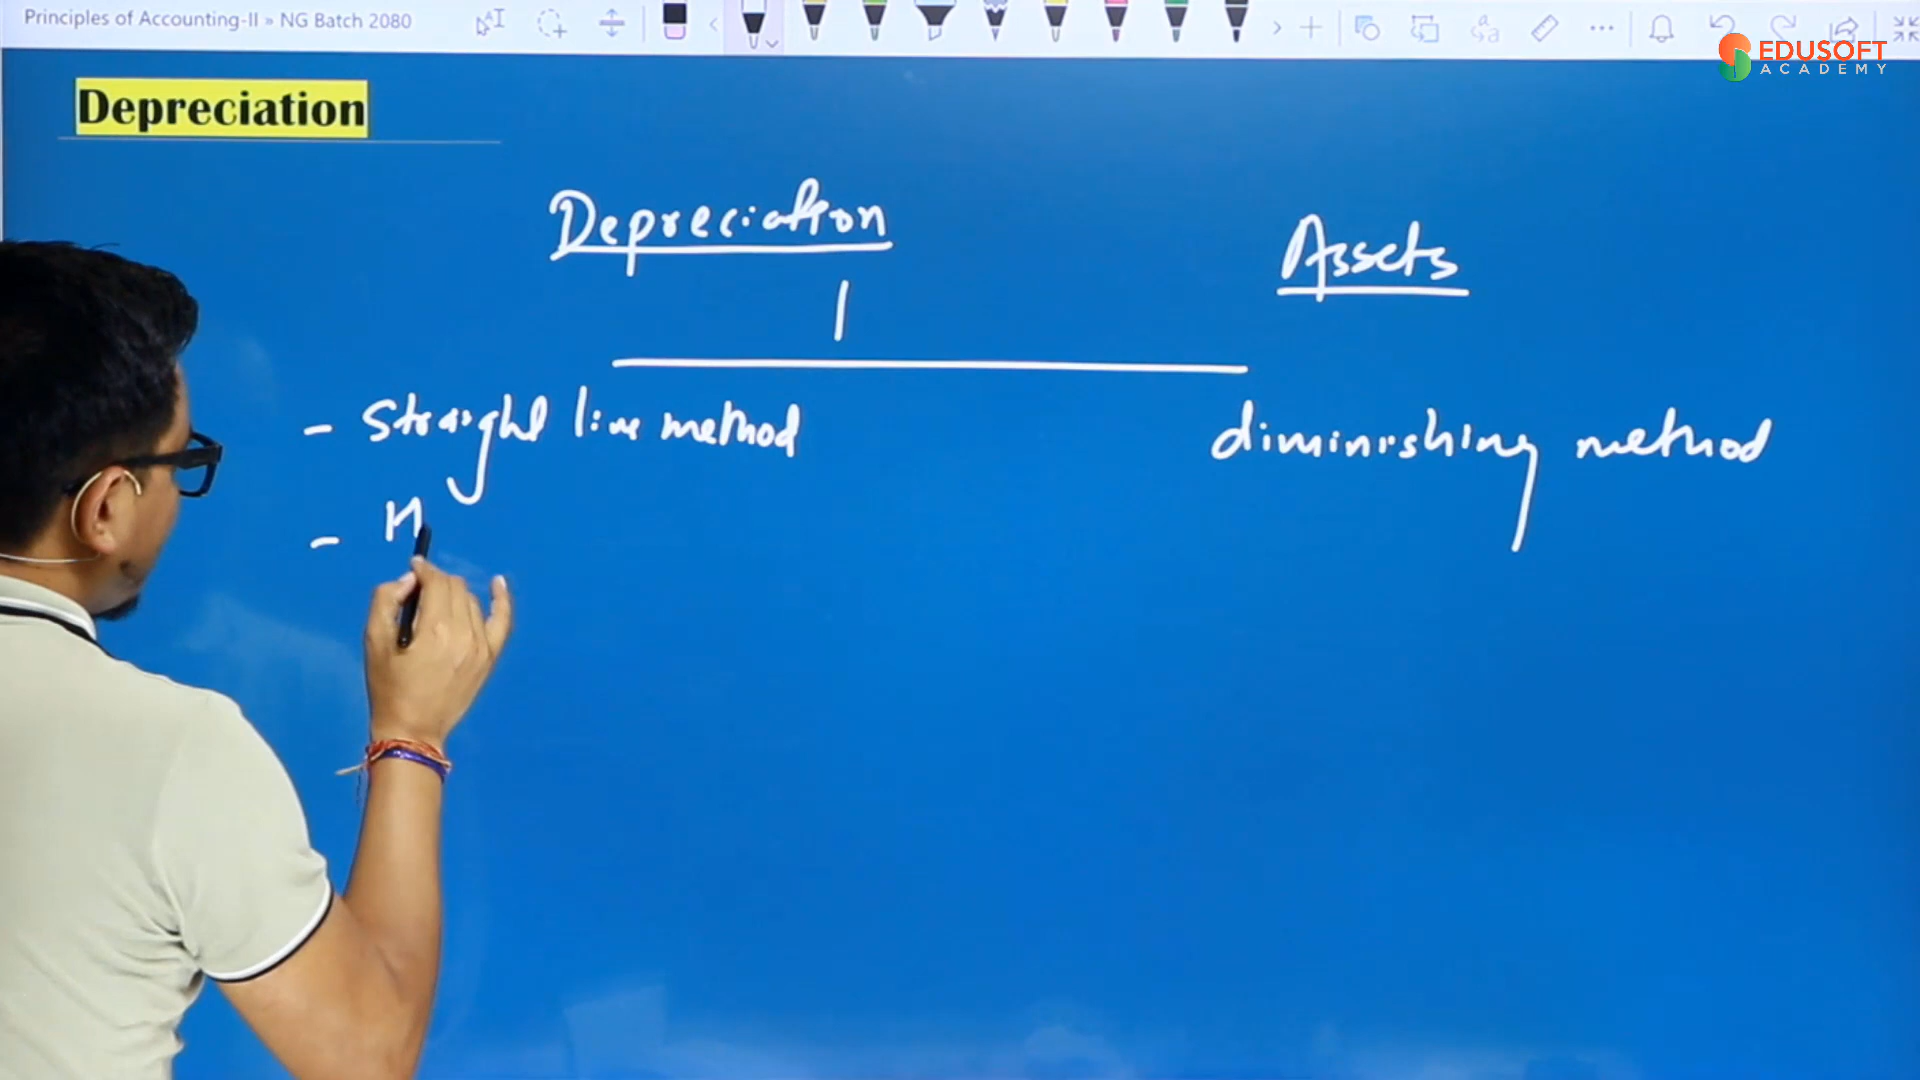 Principles of Accounting-II » NG Batch 2080
EDUSOFT
ACADEMY
Depreciation
Depreciation
Assets
- Straight line method
diminishing method
- M